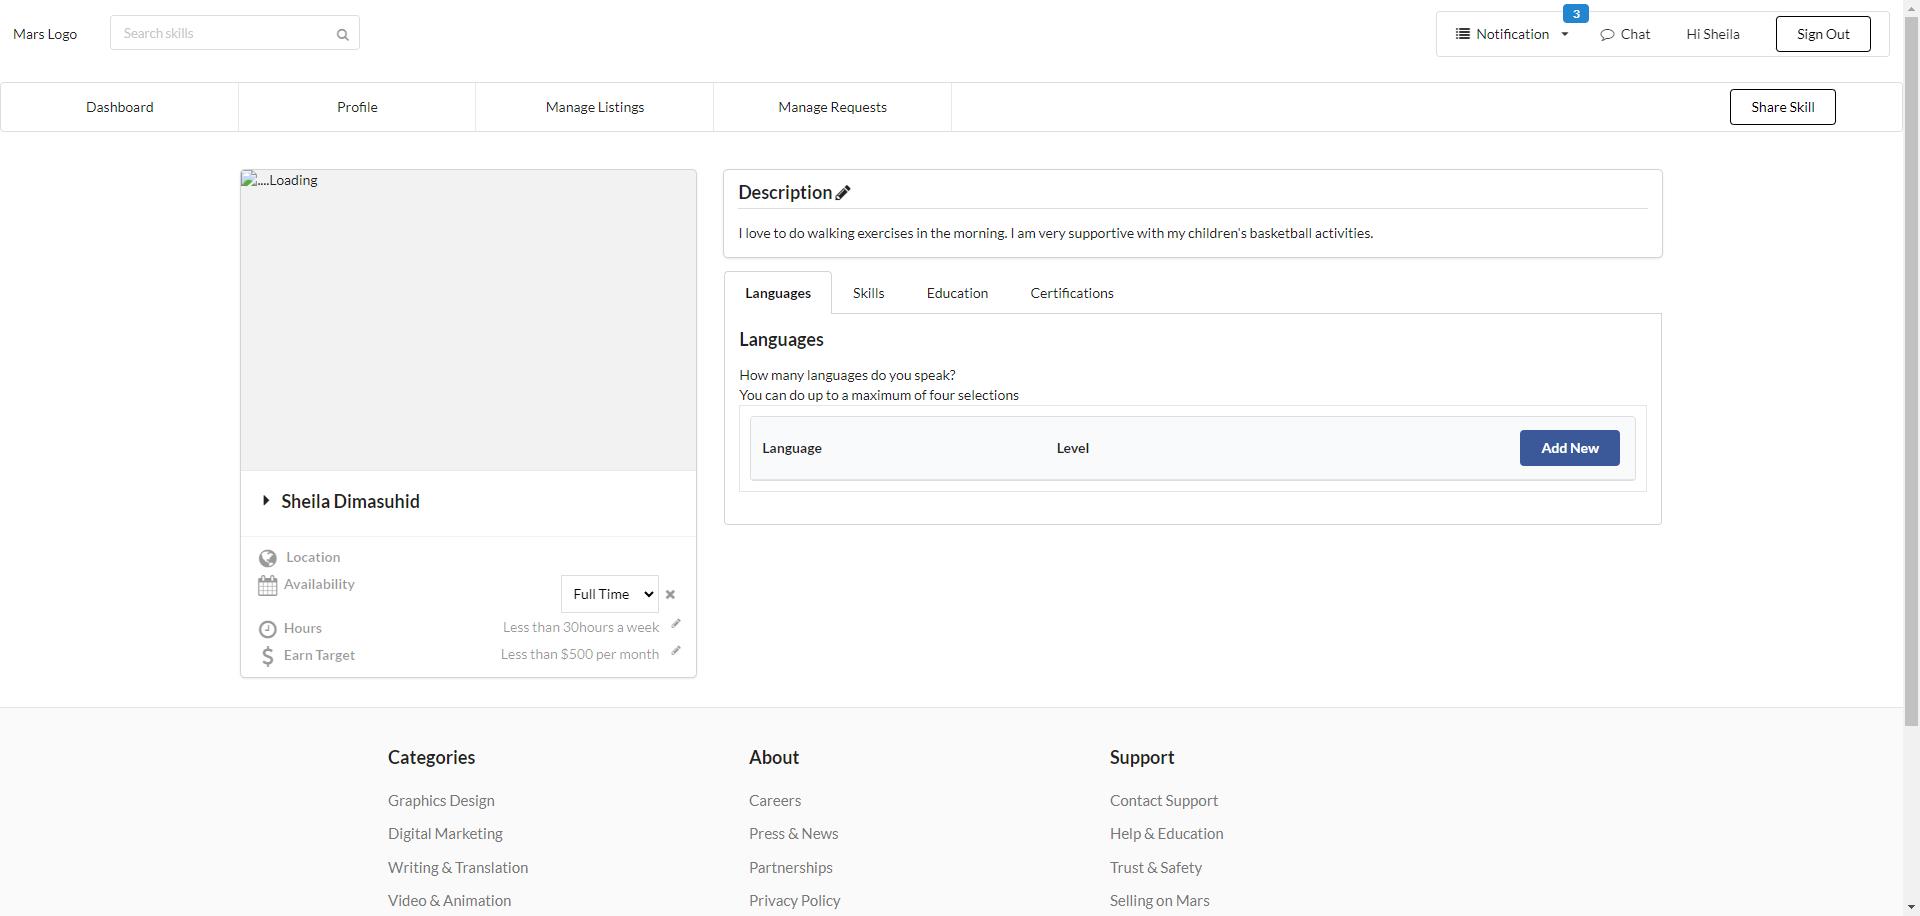 Mars Logo
Search skills
3
Notification
Chat
Hi Sheila
Sign Out
Dashboard
Profile
Manage Listings
Manage Requests
Share Skill
....Loading
Sheila Dimasuhid
Location
Availability
Full Time
Hours
Less than 30hours a week
Earn Target
Less than $500 per month
Description
I love to do walking exercises in the morning. I am very supportive with my children's basketball activities.
Languages
Skills
Education
Certifications
Languages
How many languages do you speak?
You can do up to a maximum of four selections
Language
Level
Add New
Categories
Graphics Design
Digital Marketing
Writing & Translation
Video & Animation
About
Careers
Press & News
Partnerships
Privacy Policy
Support
Contact Support
Help & Education
Trust & Safety
Selling on Mars